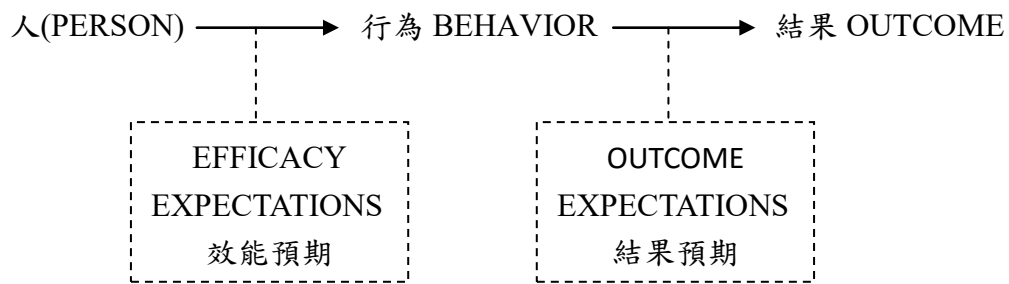 人(PERSON) 行為 BEHAVIOR 結果 OUTCOME
EFFICACY
EXPECTATIONS
效能預期
OUTCOME
EXPECTATIONS
結果預期